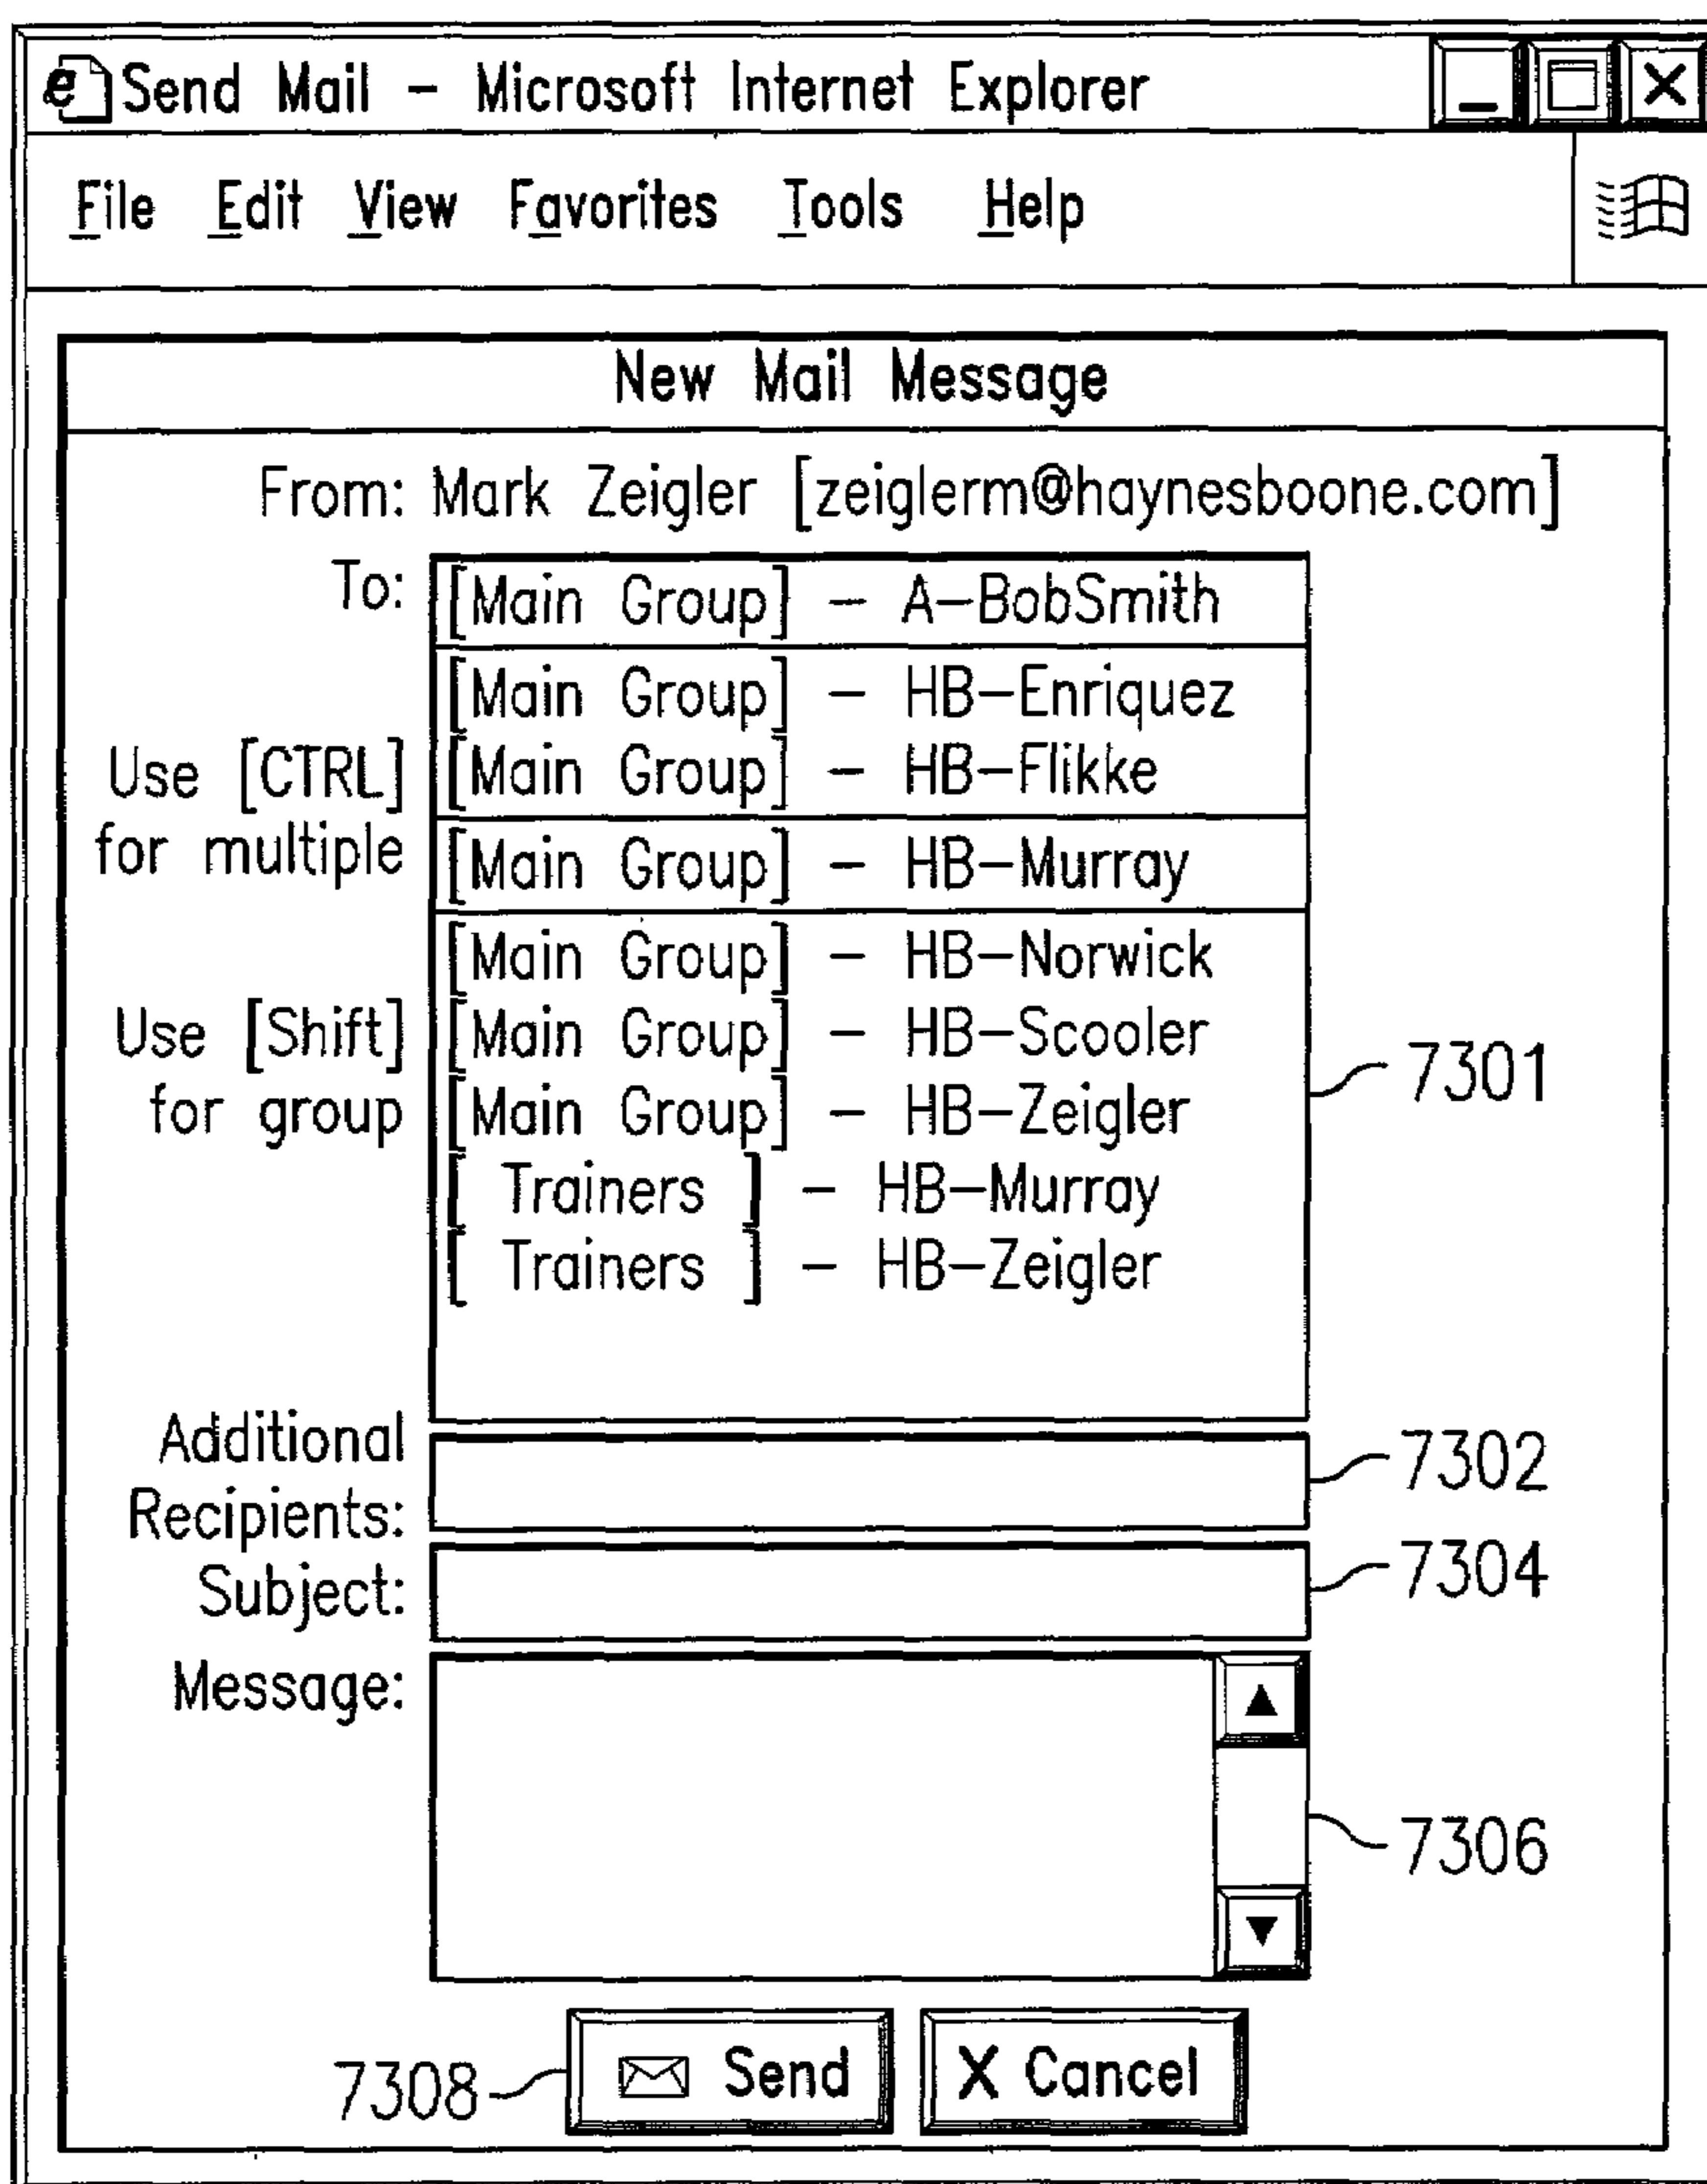 Send Mail – Microsoft Internet Explorer
File Edit View Favorites Tools Help
New Mail Message
From: Mark Zeigler [zeiglerm@haynesboone.com]
To: [Main Group] – A–BobSmith
[Main Group] – HB–Enriquez
Use [CTRL] [Main Group] – HB–Flikke
for multiple [Main Group] – HB–Murray
[Main Group] – HB–Norwick
Use [Shift] [Main Group] – HB–Scooler
7301
for group [Main Group] – HB–Zeigler
[ Trainers ] – HB–Murray
[ Trainers ] – HB–Zeigler
Additional
7302
Recipients:
Subject:
7304
Message:
7306
7308
Send
X Cancel